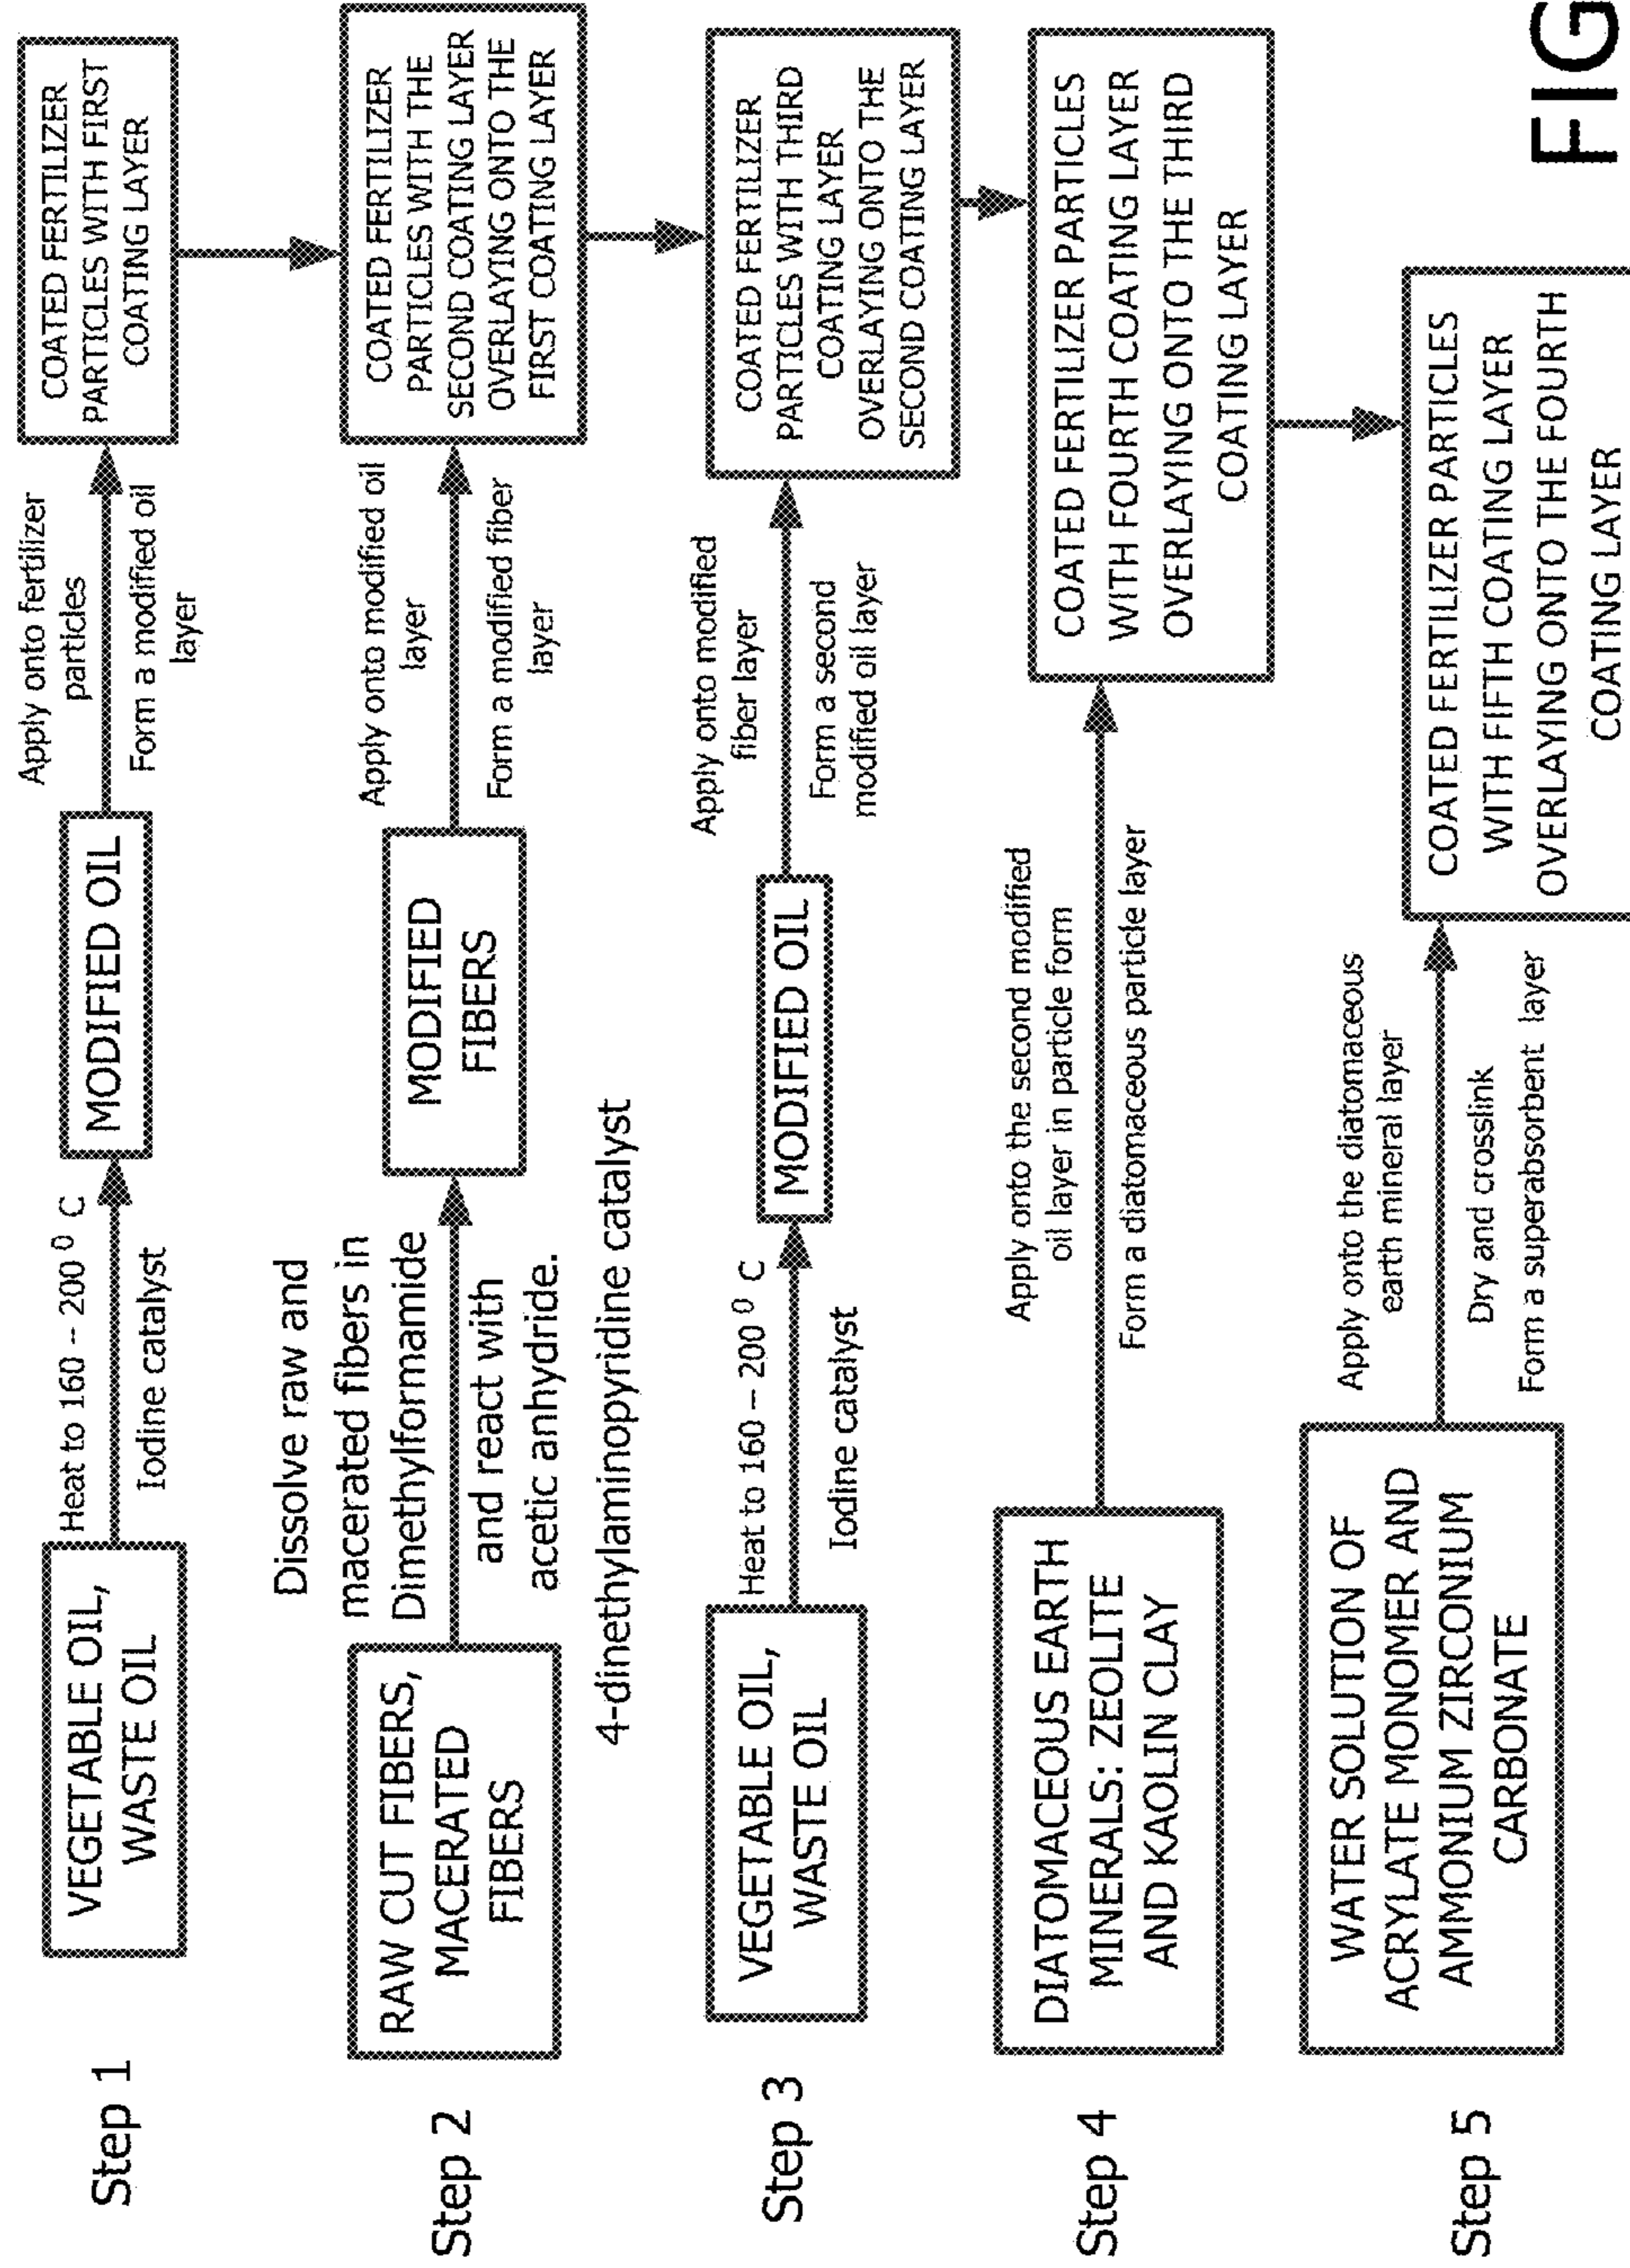 Step 1
VEGETABLE OIL,
WASTE OIL
Heat to 160 – 200 ⁰ C
Iodine catalyst
MODIFIED OIL
Apply onto fertilizer
particles
Form a modified oil
layer
COATED FERTILIZER
PARTICLES WITH FIRST
COATING LAYER
Step 2
RAW CUT FIBERS,
MACERATED
FIBERS
Dissolve raw and
macerated fibers in
Dimethylformamide
and react with
acetic anhydride.
4-dinethylaminopyridine catalyst
MODIFIED
FIBERS
Apply onto modified oil
layer
Form a modified fiber
layer
COATED FERTILIZER
PARTICLES WITH THE
SECOND COATING LAYER
OVERLAYING ONTO THE
FIRST COATING LAYER
Step 3
VEGETABLE OIL,
WASTE OIL
Heat to 160 – 200 ⁰ C
Iodine catalyst
MODIFIED OIL
Apply onto modified
fiber layer
Form a second
modified oil layer
COATED FERTILIZER
PARTICLES WITH THIRD
COATING LAYER
OVERLAYING ONTO THE
SECOND COATING LAYER
Step 4
DIATOMACEOUS EARTH
MINERALS: ZEOLITE
AND KAOLIN CLAY
Apply onto the second modified
oil layer in particle form
Form a diatomaceous particle layer
COATED FERTILIZER PARTICLES
WITH FOURTH COATING LAYER
OVERLAYING ONTO THE THIRD
COATING LAYER
Step 5
WATER SOLUTION OF
ACRYLATE MONOMER AND
AMMONIUM ZIRCONIUM
CARBONATE
Apply onto the diatomaceous
earth mineral layer
Dry and crosslink
Form a superabsorbent layer
COATED FERTILIZER PARTICLES
WITH FIFTH COATING LAYER
OVERLAYING ONTO THE FOURTH
COATING LAYER
FIG